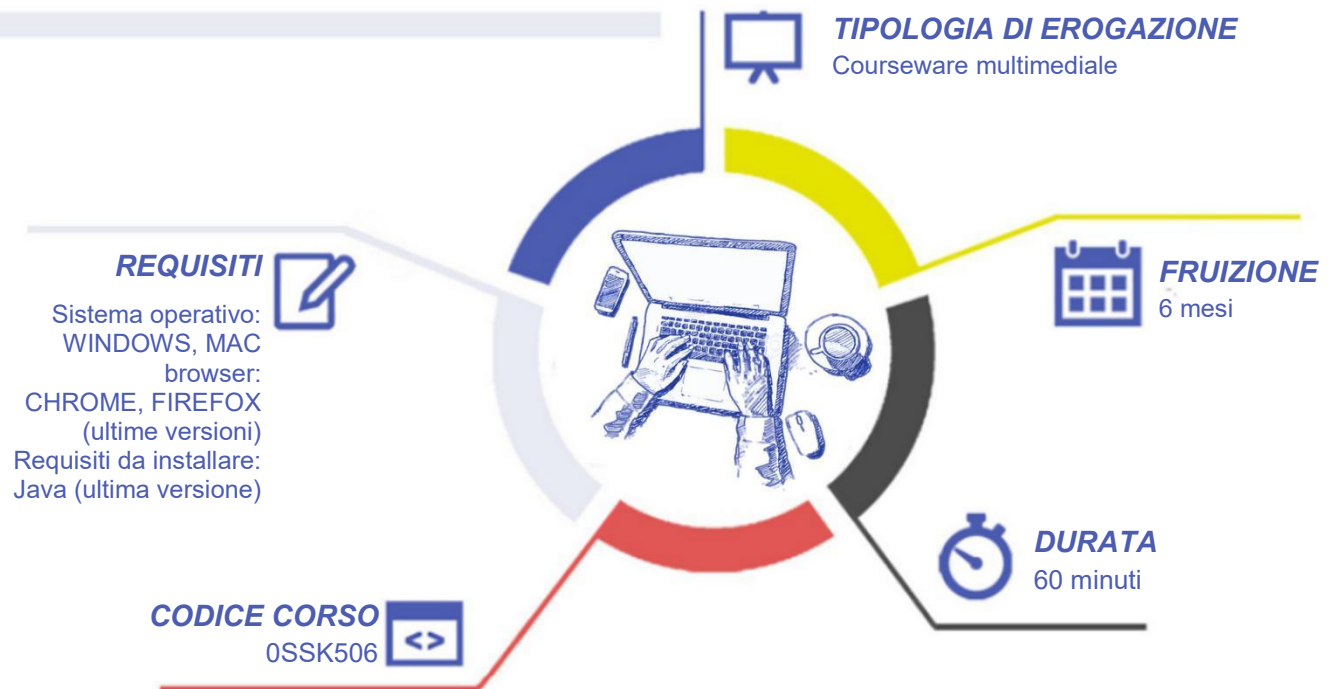 TIPOLOGIA DI EROGAZIONE
Courseware multimediale
REQUISITI
Sistema operativo:
WINDOWS, MAC
browser:
CHROME, FIREFOX
(ultime versioni)
Requisiti da installare:
Java (ultima versione)
FRUIZIONE
6 mesi
DURATA
60 minuti
CODICE CORSO
0SSK506